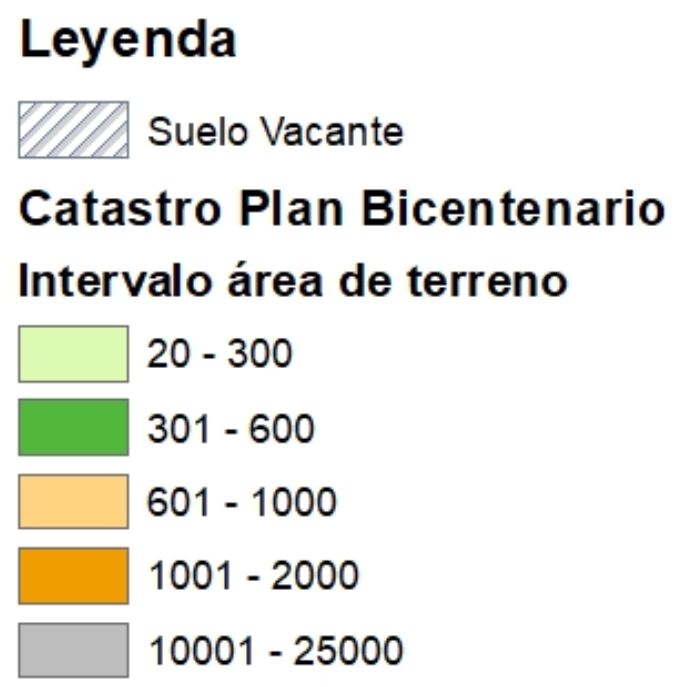 Leyenda
Suelo Vacante
Catastro Plan Bicentenario
Intervalo área de terreno
20 - 300
301 - 600
601 - 1000
1001 - 2000
10001 - 25000